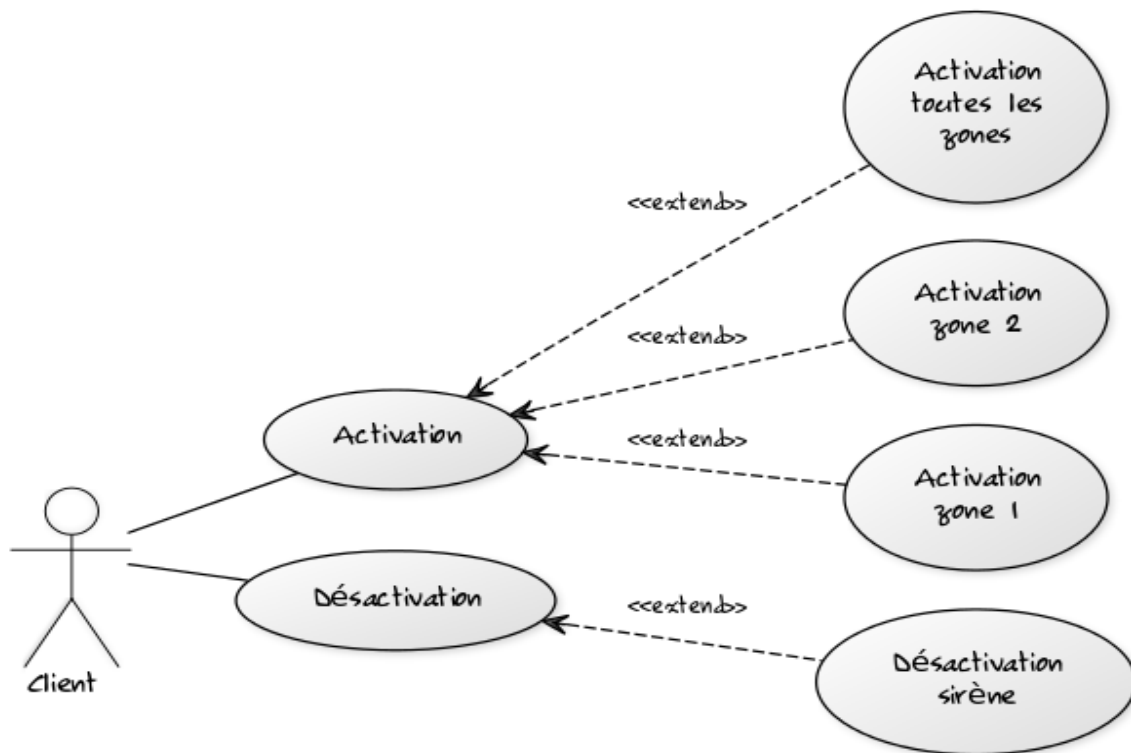 Activation
toutes les
zones
<<extend>>
Activation
zone 2
<<extend>>
Activation
<<extend>>
Activation
zone 1
Désactivation
<<extend>>
Désactivation
sirène
Client